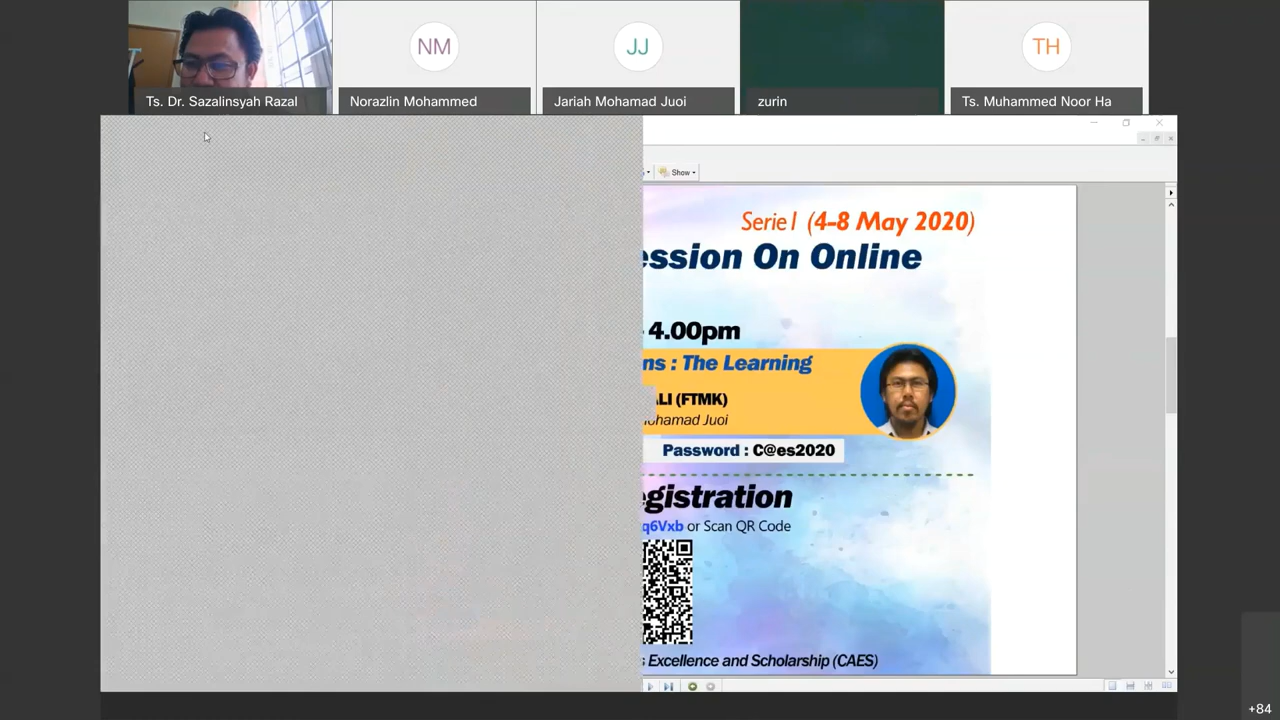 NM
JJ
TH
Ts. Dr. Sazalinsyah Razal
Norazlin Mohammed
Jariah Mohamad Juoi
zurin
Ts. Muhammed Noor Ha
Show
Serie1 (4-8 May 2020)
ession On Online
4.00pm
ns : The Learning
LI (FTMK)
ohamad Juoi
Password : C@es2020
egistration
q6Vxb or Scan QR Code
s Excellence and Scholarship (CAES)
+84